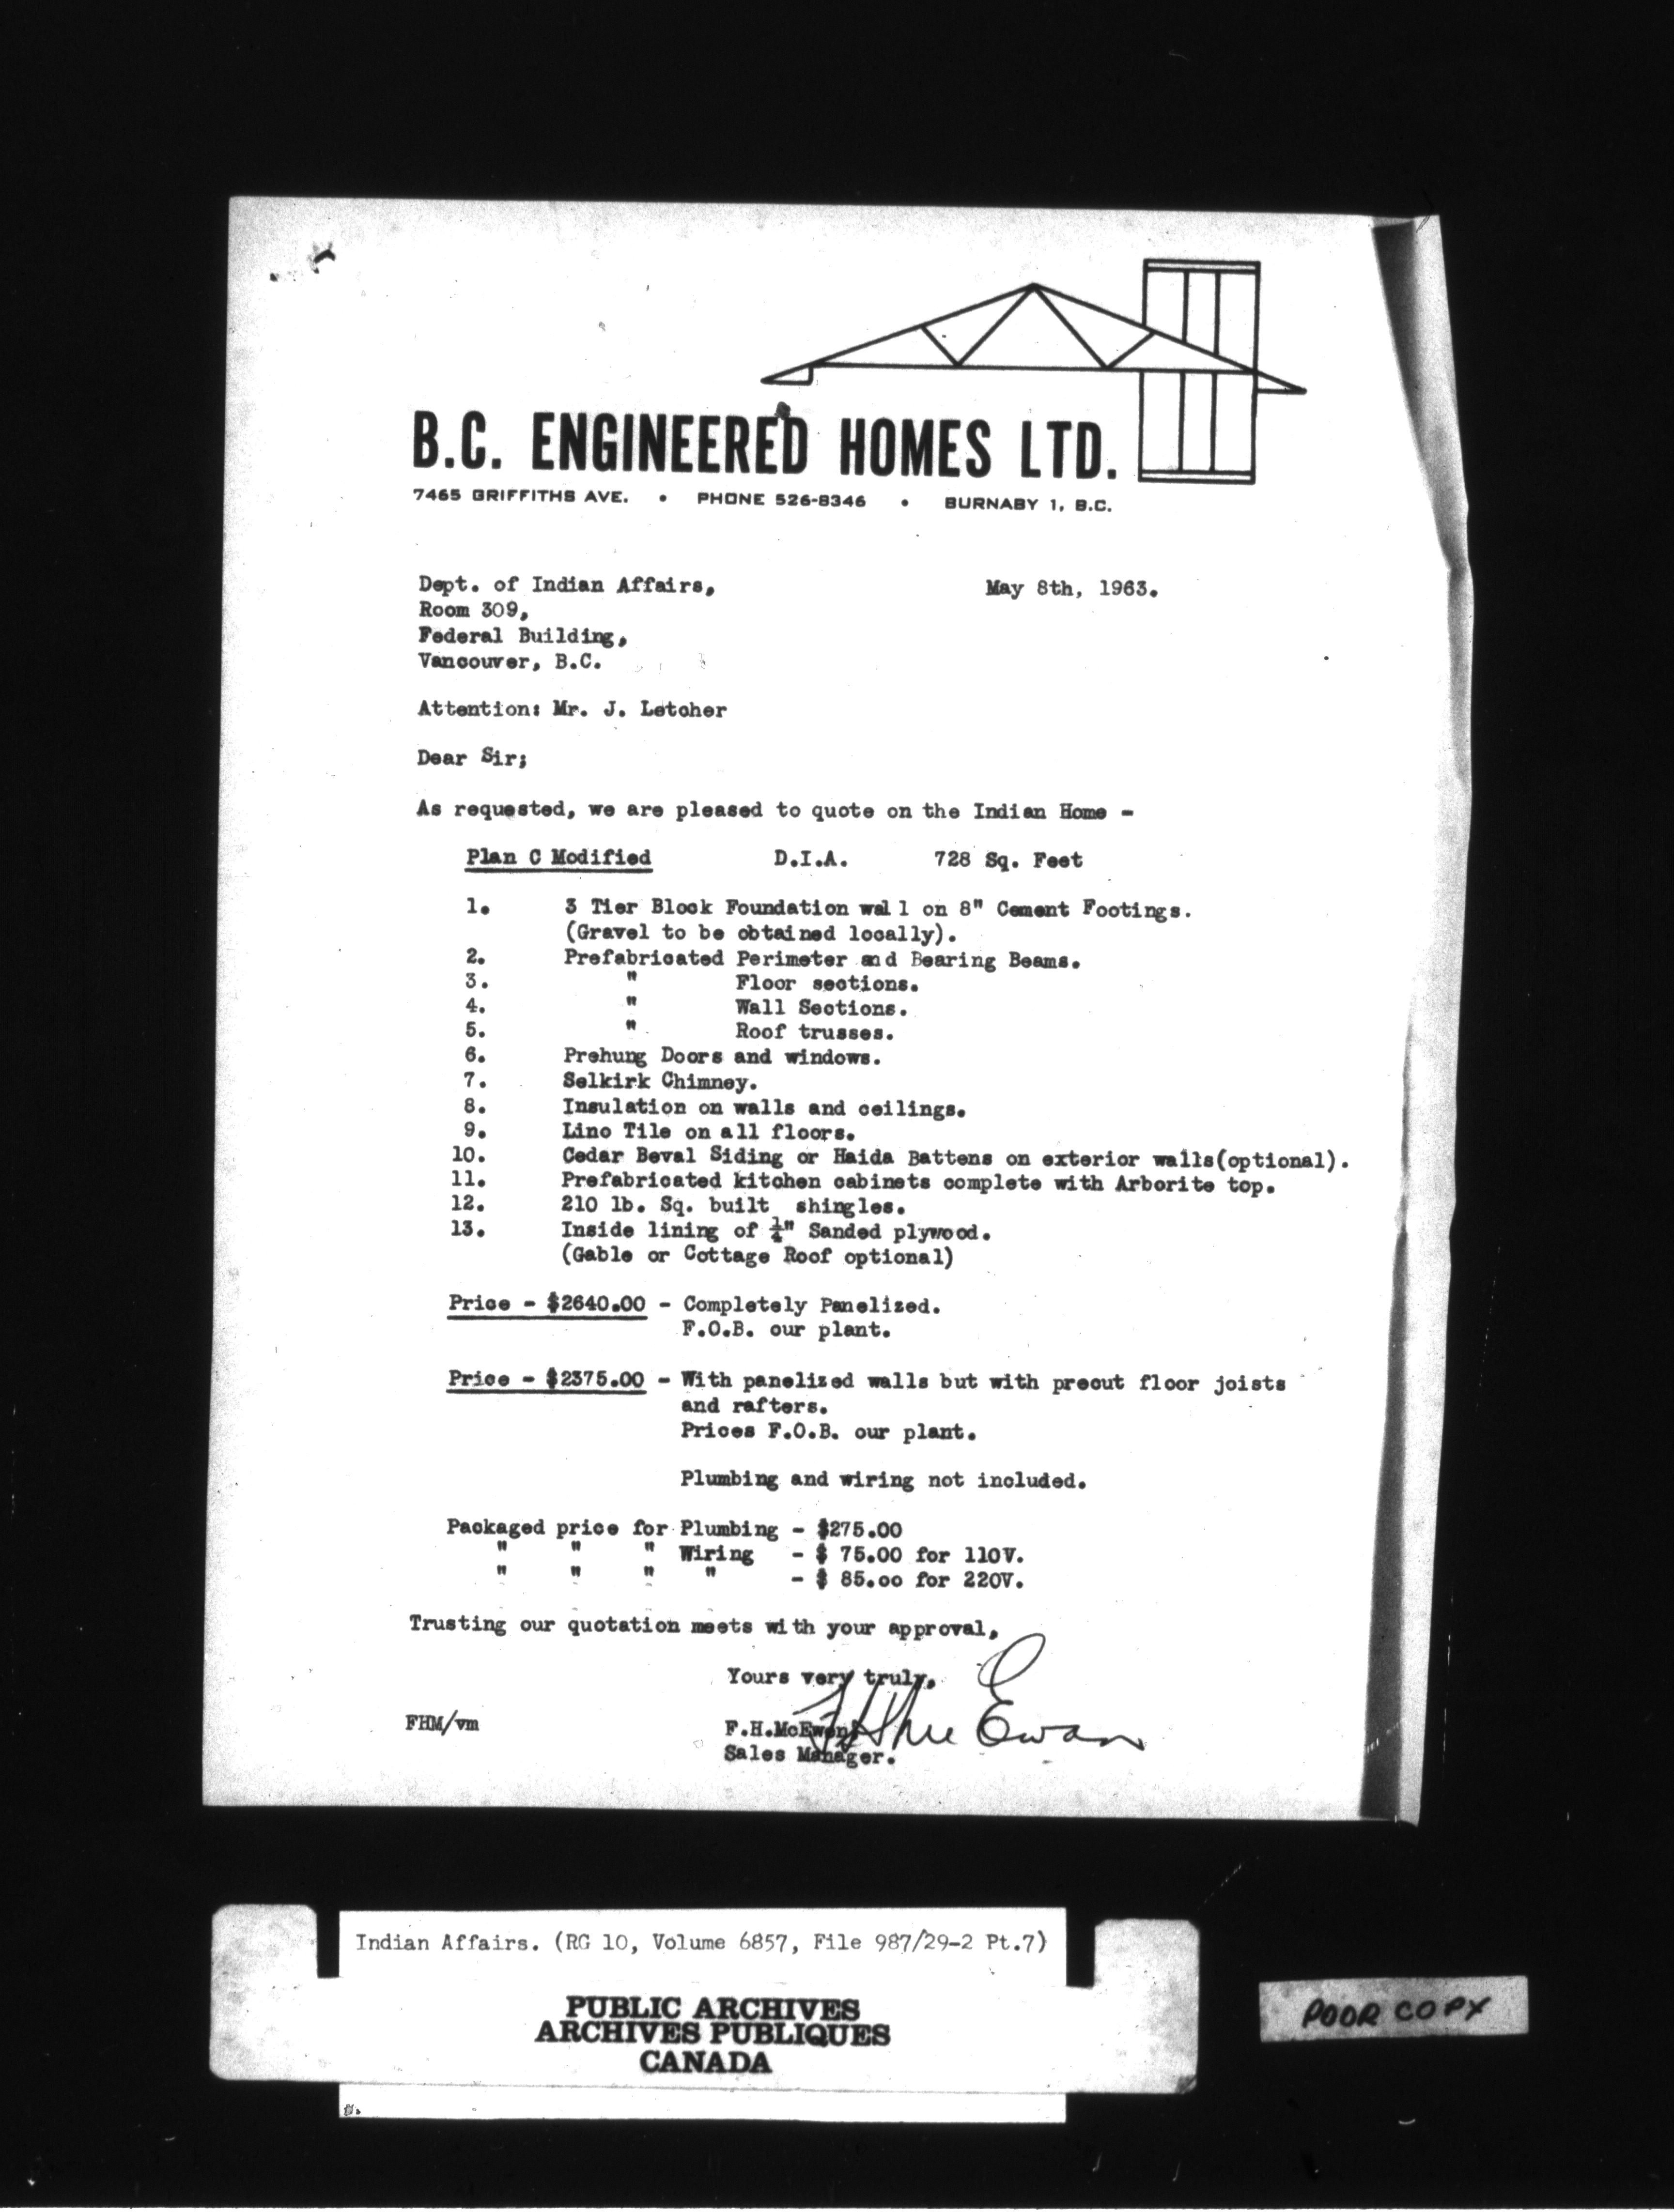 B.C. ENGINEERED HOMES LTD.
7465 GRIFFITHS AVE. • PHONE 526-8346 • BURNABY 1, B.C.
Dept. of Indian Affairs, May 8th, 1963.
Room 309,
Federal Building,
Vancouver, B.C.
Attention: Mr. J. Letcher
Dear Sir;
As requested, we are pleased to quote on the Indian Home -
Plan C Modified D.I.A. 728 Sq. Feet
1. 3 Tier Block Foundation wall on 8" Cement Footings.
(Gravel to be obtained locally).
2. Prefabricated Perimeter and Bearing Beams.
3. " Floor sections.
4. " Wall Sections.
5. " Roof trusses.
6. Prehung Doors and windows.
7. Selkirk Chimney.
8. Insulation on walls and ceilings.
9. Lino Tile on all floors.
10. Cedar Beval Siding or Haida Battens on exterior walls(optional).
11. Prefabricated kitchen cabinets complete with Arborite top.
12. 210 lb. Sq. built shingles.
13. Inside lining of ¼" Sanded plywood.
(Gable or Cottage Roof optional)
Price - $2640.00 - Completely Panelized.
F.O.B. our plant.
Price - $2375.00 - With panelized walls but with precut floor joists
and rafters.
Prices F.O.B. our plant.
Plumbing and wiring not included.
Packaged price for Plumbing - $275.00
" " " Wiring - $ 75.00 for 110V.
" " " " - $ 85.oo for 220V.
Trusting our quotation meets with your approval,
Yours very truly,
FHM/vm F.H.McEwen
Sales Manager.
Indian Affairs. (RG 10, Volume 6857, File 987/29-2 Pt.7)
PUBLIC ARCHIVES
ARCHIVES PUBLIQUES
CANADA
POOR COPY